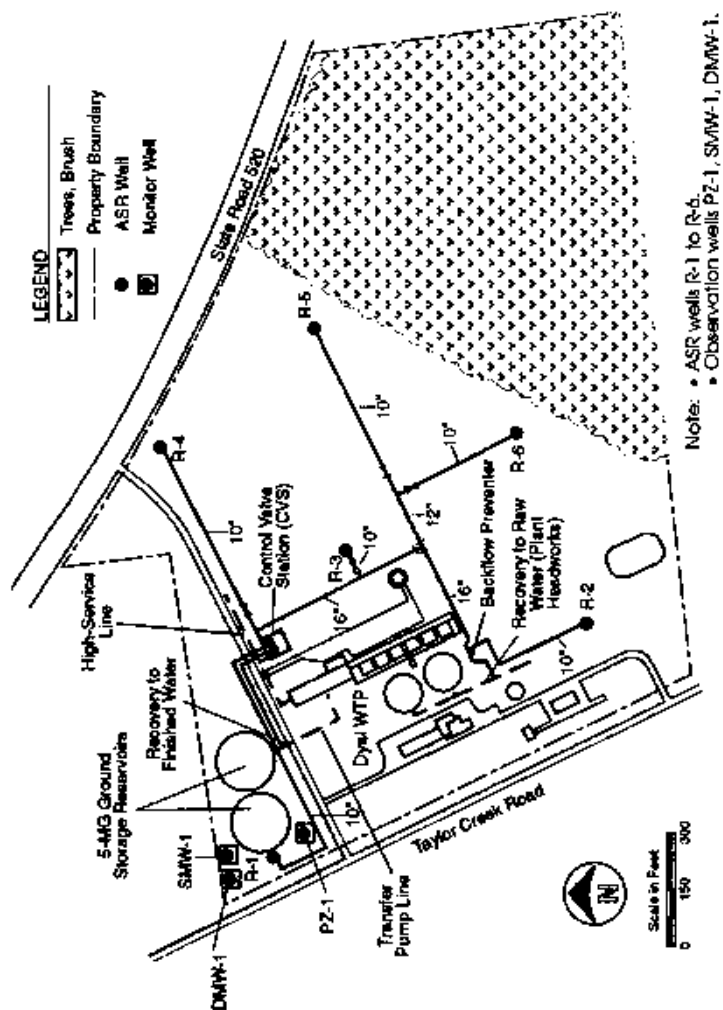 LEGEND
Trees, Brush
Property Boundary
ASR Well
Monitor Well
State Road 520
High-Service
Line
Recovery to
Finished Water
5-MG Ground
Storage Reservoirs
SMW-1
DMW-1
R-1
PZ-1
10"
Transfer
Pump Line
R-4
10"
Control Valve
Station (CVS)
R-3
10"
16"
R-5
10"
10"
R-6
12"
16"
Backflow Preventer
Recovery to Raw
Water (Plant
Headworks)
R-2
10"
Dyal WTP
Taylor Creek Road
N
Scale in Feet
0 150 300
Note: • ASR wells R-1 to R-6.
• Observation wells PZ-1, SMW-1, DMW-1.